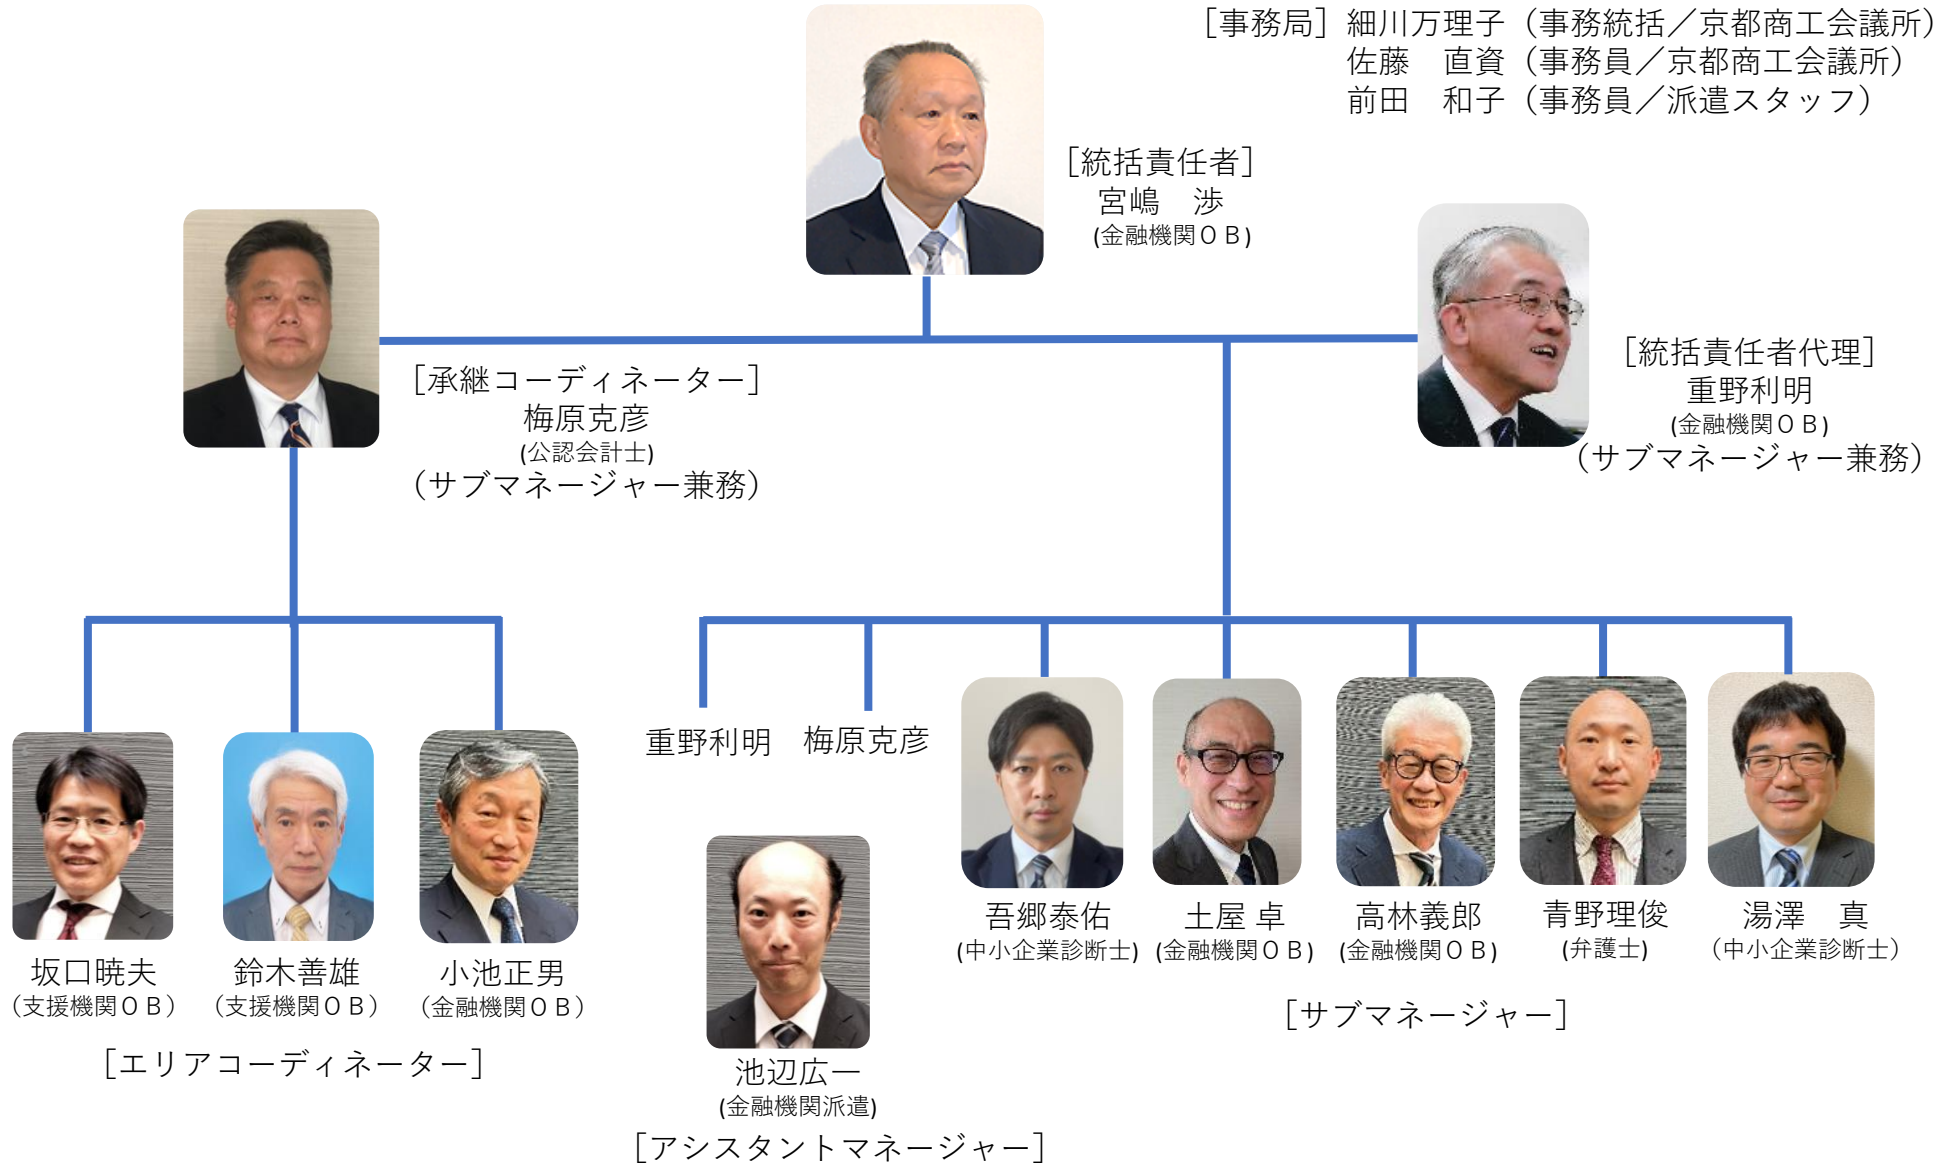 ［事務局］細川万理子（事務統括／京都商工会議所）
佐藤　直資（事務員／京都商工会議所）
前田　和子（事務員／派遣スタッフ）
［統括責任者］
宮嶋　渉
(金融機関ＯＢ)
［統括責任者代理］
重野利明
(金融機関ＯＢ)
（サブマネージャー兼務）
［承継コーディネーター］
梅原克彦
(公認会計士)
（サブマネージャー兼務）
重野利明　梅原克彦
吾郷泰佑
(中小企業診断士)
土屋 卓
(金融機関ＯＢ)
高林義郎
(金融機関ＯＢ)
青野理俊
(弁護士)
湯澤　真
（中小企業診断士）
［サブマネージャー］
坂口暁夫
（支援機関ＯＢ）
鈴木善雄
（支援機関ＯＢ）
小池正男
（金融機関ＯＢ）
［エリアコーディネーター］
池辺広一
(金融機関派遣)
［アシスタントマネージャー］